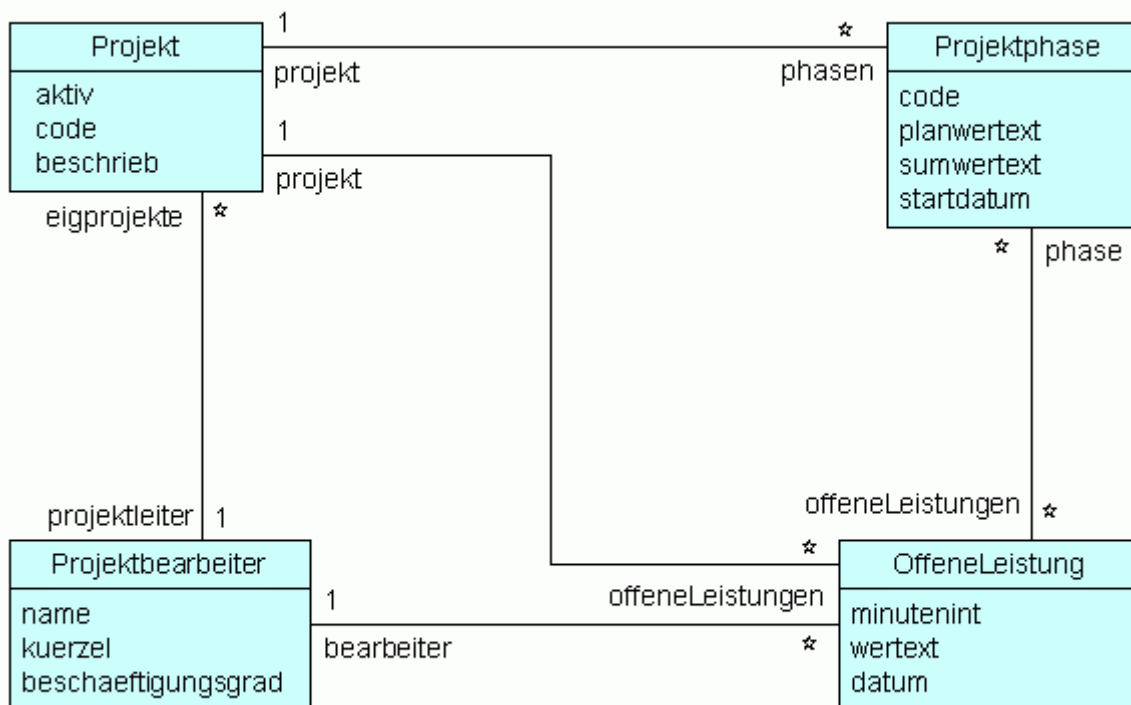 Projekt
aktiv
code
beschrieb
1
projekt
1
projekt
*
phasen
Projektphase
code
planwertext
sumwertext
startdatum
eigprojekte *
* phase
projektleiter 1
offeneLeistungen *
Projektbearbeiter
name
kuerzel
beschaeftigungsgrad
1
bearbeiter
*
offeneLeistungen
*
OffeneLeistung
minutenint
wertext
datum